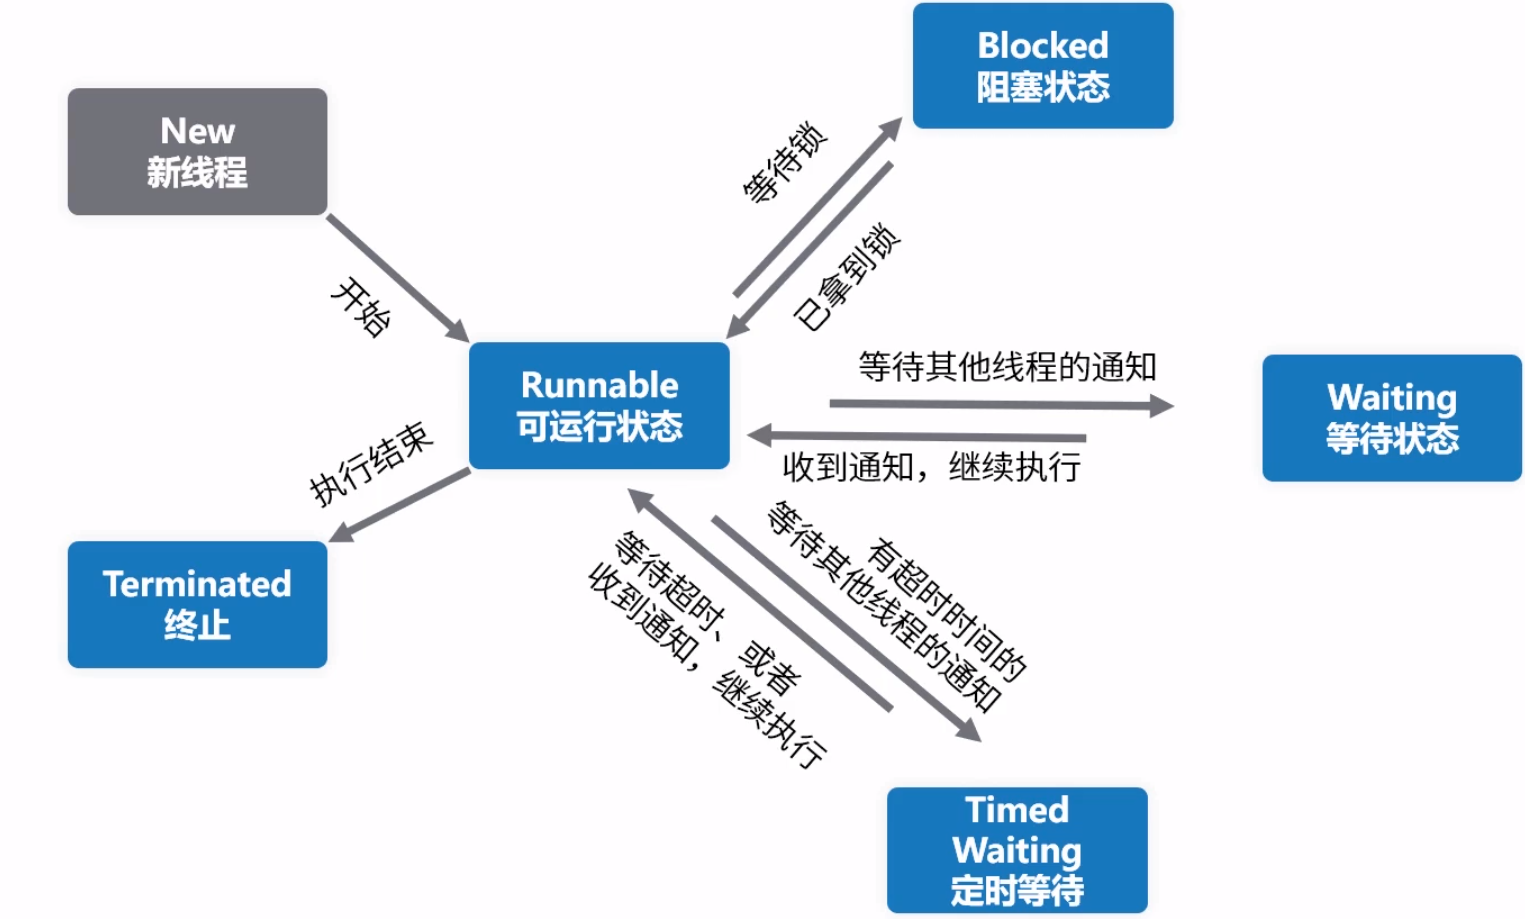 Blocked
阻塞状态
New
新线程
等待锁
已拿到锁
开始
Runnable
可运行状态
等待其他线程的通知
收到通知，继续执行
Waiting
等待状态
执行结束
Terminated
终止
等待超时、或者
收到通知，继续执行
有超时时间的
等待其他线程的通知
Timed
Waiting
定时等待